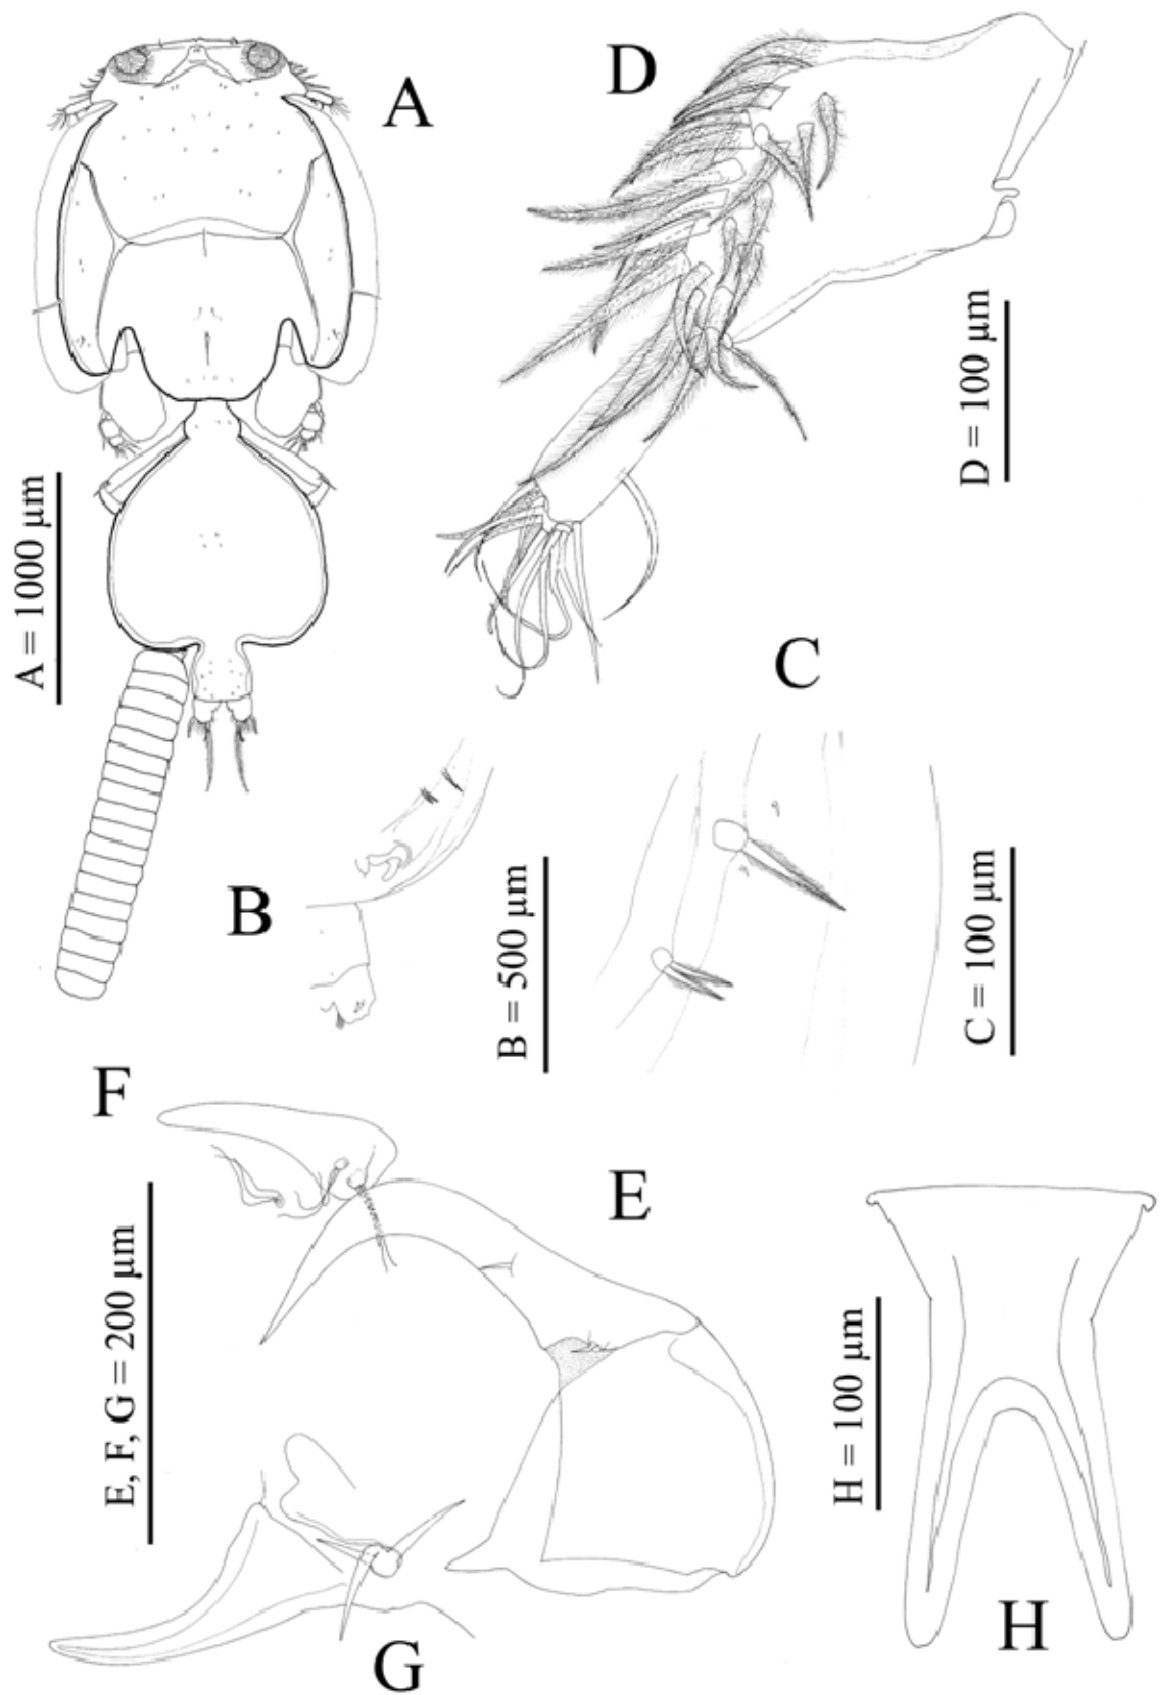 A
D
D = 100 µm
A = 1000 µm
C
B
B = 500 µm
C = 100 µm
F
E
E, F, G = 200 µm
H = 100 µm
H
G